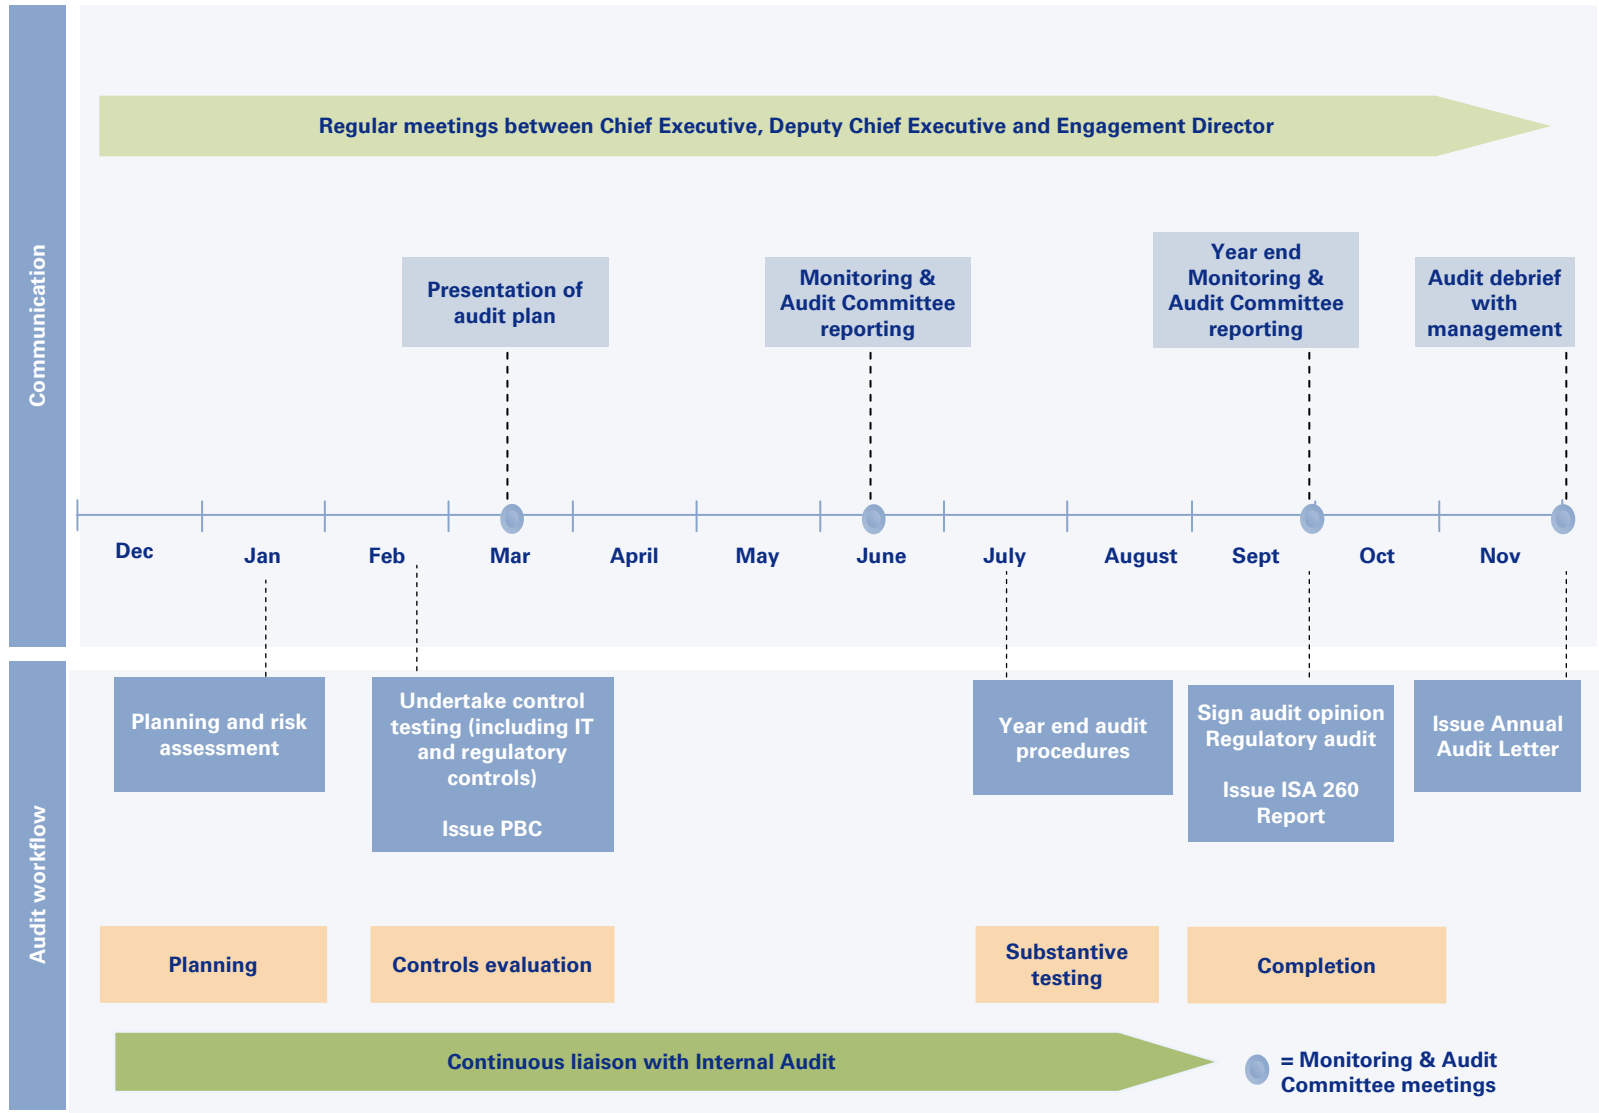 Communication
Regular meetings between Chief Executive, Deputy Chief Executive and Engagement Director
Presentation of
audit plan
Monitoring &
Audit Committee
reporting
Year end
Monitoring &
Audit Committee
reporting
Audit debrief
with
management
Dec
Jan
Feb
Mar
April
May
June
July
August
Sept
Oct
Nov
Audit workflow
Planning and risk
assessment
Undertake control
testing (including IT
and regulatory
controls)
Issue PBC
Year end audit
procedures
Sign audit opinion
Regulatory audit
Issue ISA 260
Report
Issue Annual
Audit Letter
Planning
Controls evaluation
Substantive
testing
Completion
Continuous liaison with Internal Audit
= Monitoring & Audit
Committee meetings